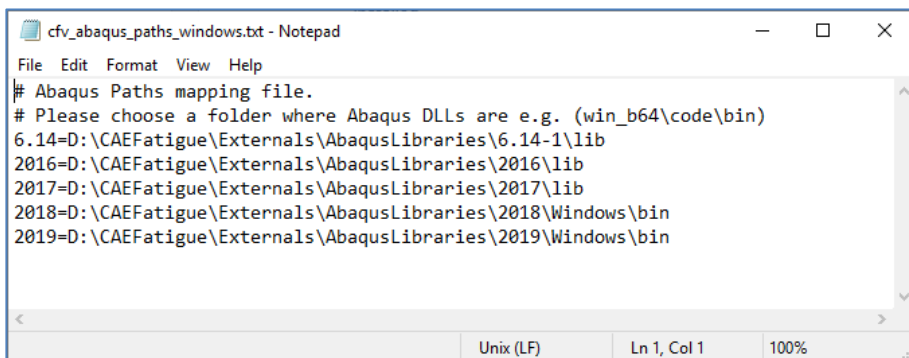 cfv_abaqus_paths_windows.txt - Notepad
File Edit Format View Help
# Abaqus Paths mapping file.
# Please choose a folder where Abaqus DLLs are e.g. (win_b64\code\bin)
6.14=D:\CAEFatigue\Externals\AbaqusLibraries\6.14-1\lib
2016=D:\CAEFatigue\Externals\AbaqusLibraries\2016\lib
2017=D:\CAEFatigue\Externals\AbaqusLibraries\2017\lib
2018=D:\CAEFatigue\Externals\AbaqusLibraries\2018\Windows\bin
2019=D:\CAEFatigue\Externals\AbaqusLibraries\2019\Windows\bin
Unix (LF) Ln 1, Col 1 100%